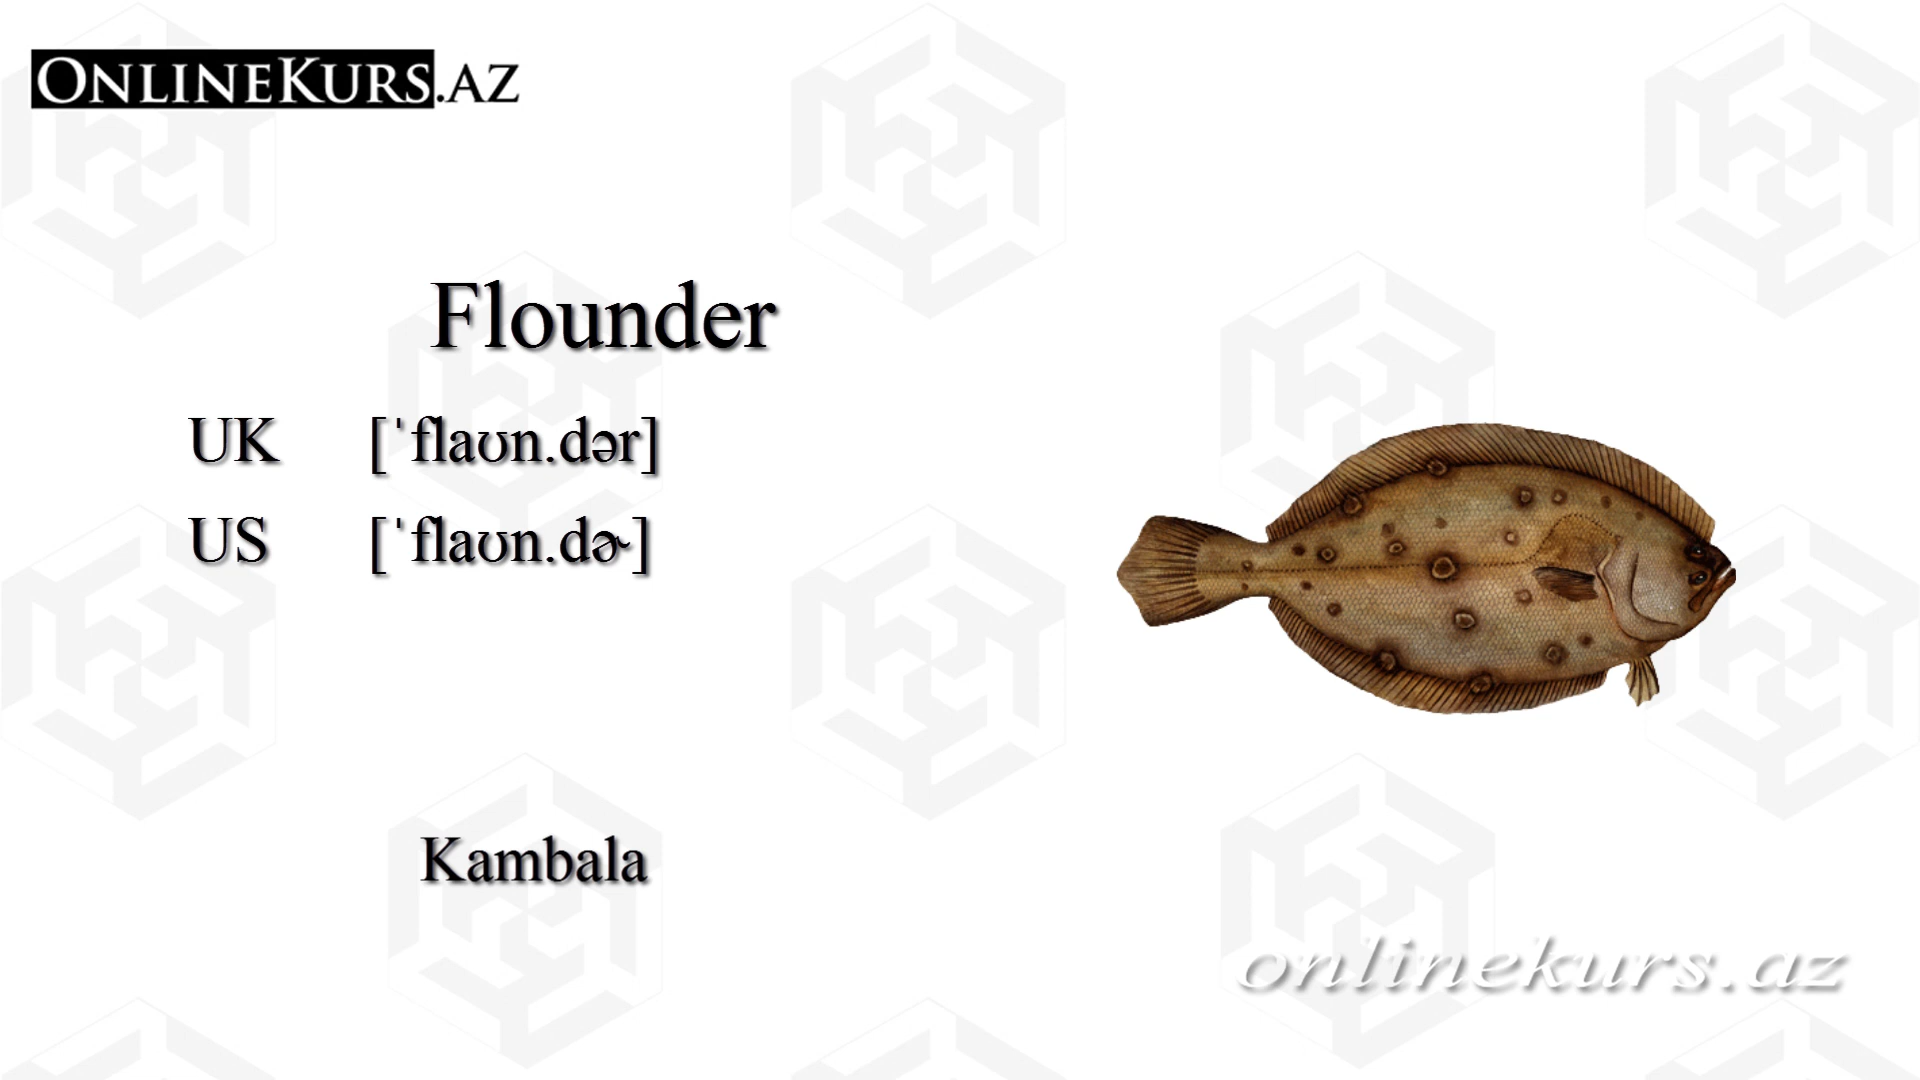 ONLINEKURS.AZ
Flounder
UK [ˈflaʊn.dər]
US [ˈflaʊn.dɚ]
Kambala
onlinekurs.az